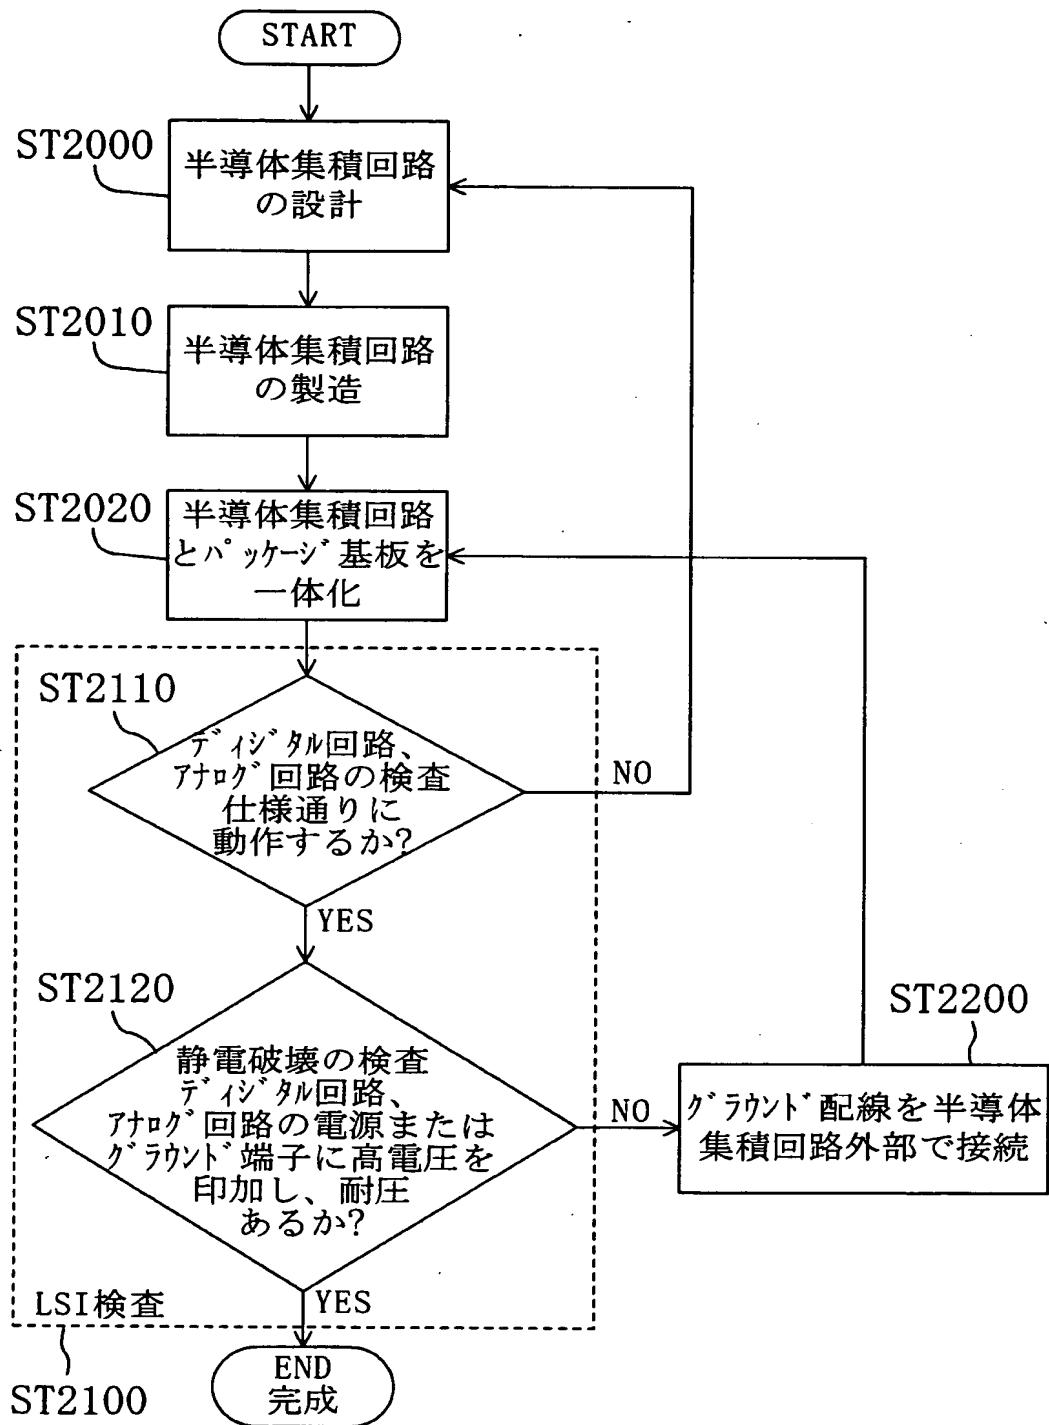 START
ST2000
半導体集積回路
の設計
ST2010
半導体集積回路
の製造
ST2020
半導体集積回路
とﾊﾟｯｹｰｼﾞ基板を
一体化
ST2110
ﾃﾞｨｼﾞﾀﾙ回路、
ｱﾅﾛｸﾞ回路の検査
仕様通りに
動作するか?
NO
YES
ST2120
静電破壊の検査
ﾃﾞｨｼﾞﾀﾙ回路、
ｱﾅﾛｸﾞ回路の電源または
ｸﾞﾗｳﾝﾄﾞ端子に高電圧を
印加し、耐圧
あるか?
NO
ST2200
ｸﾞﾗｳﾝﾄﾞ配線を半導体
集積回路外部で接続
YES
LSI検査
ST2100
END
完成